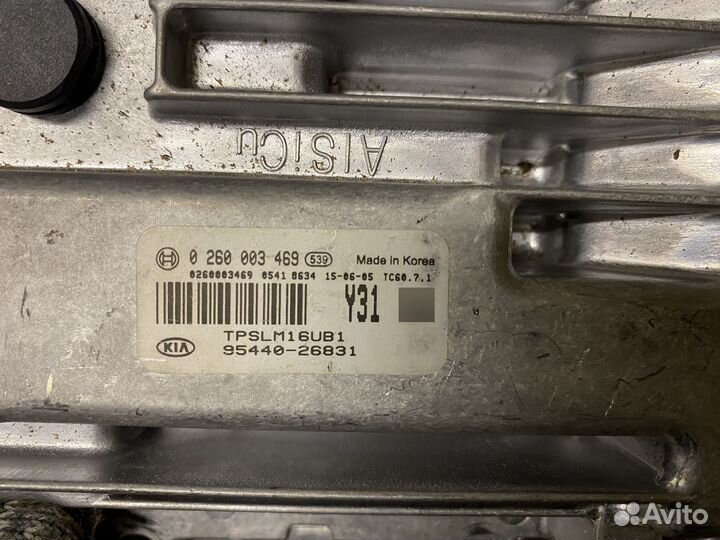 AlSiCu
0 260 003 469 539 Made in Korea
0260003469 0541 8634 15-06-05 TC60.7.1
Y31
TPSLM16UB1
KIA 95440-26831
Avito